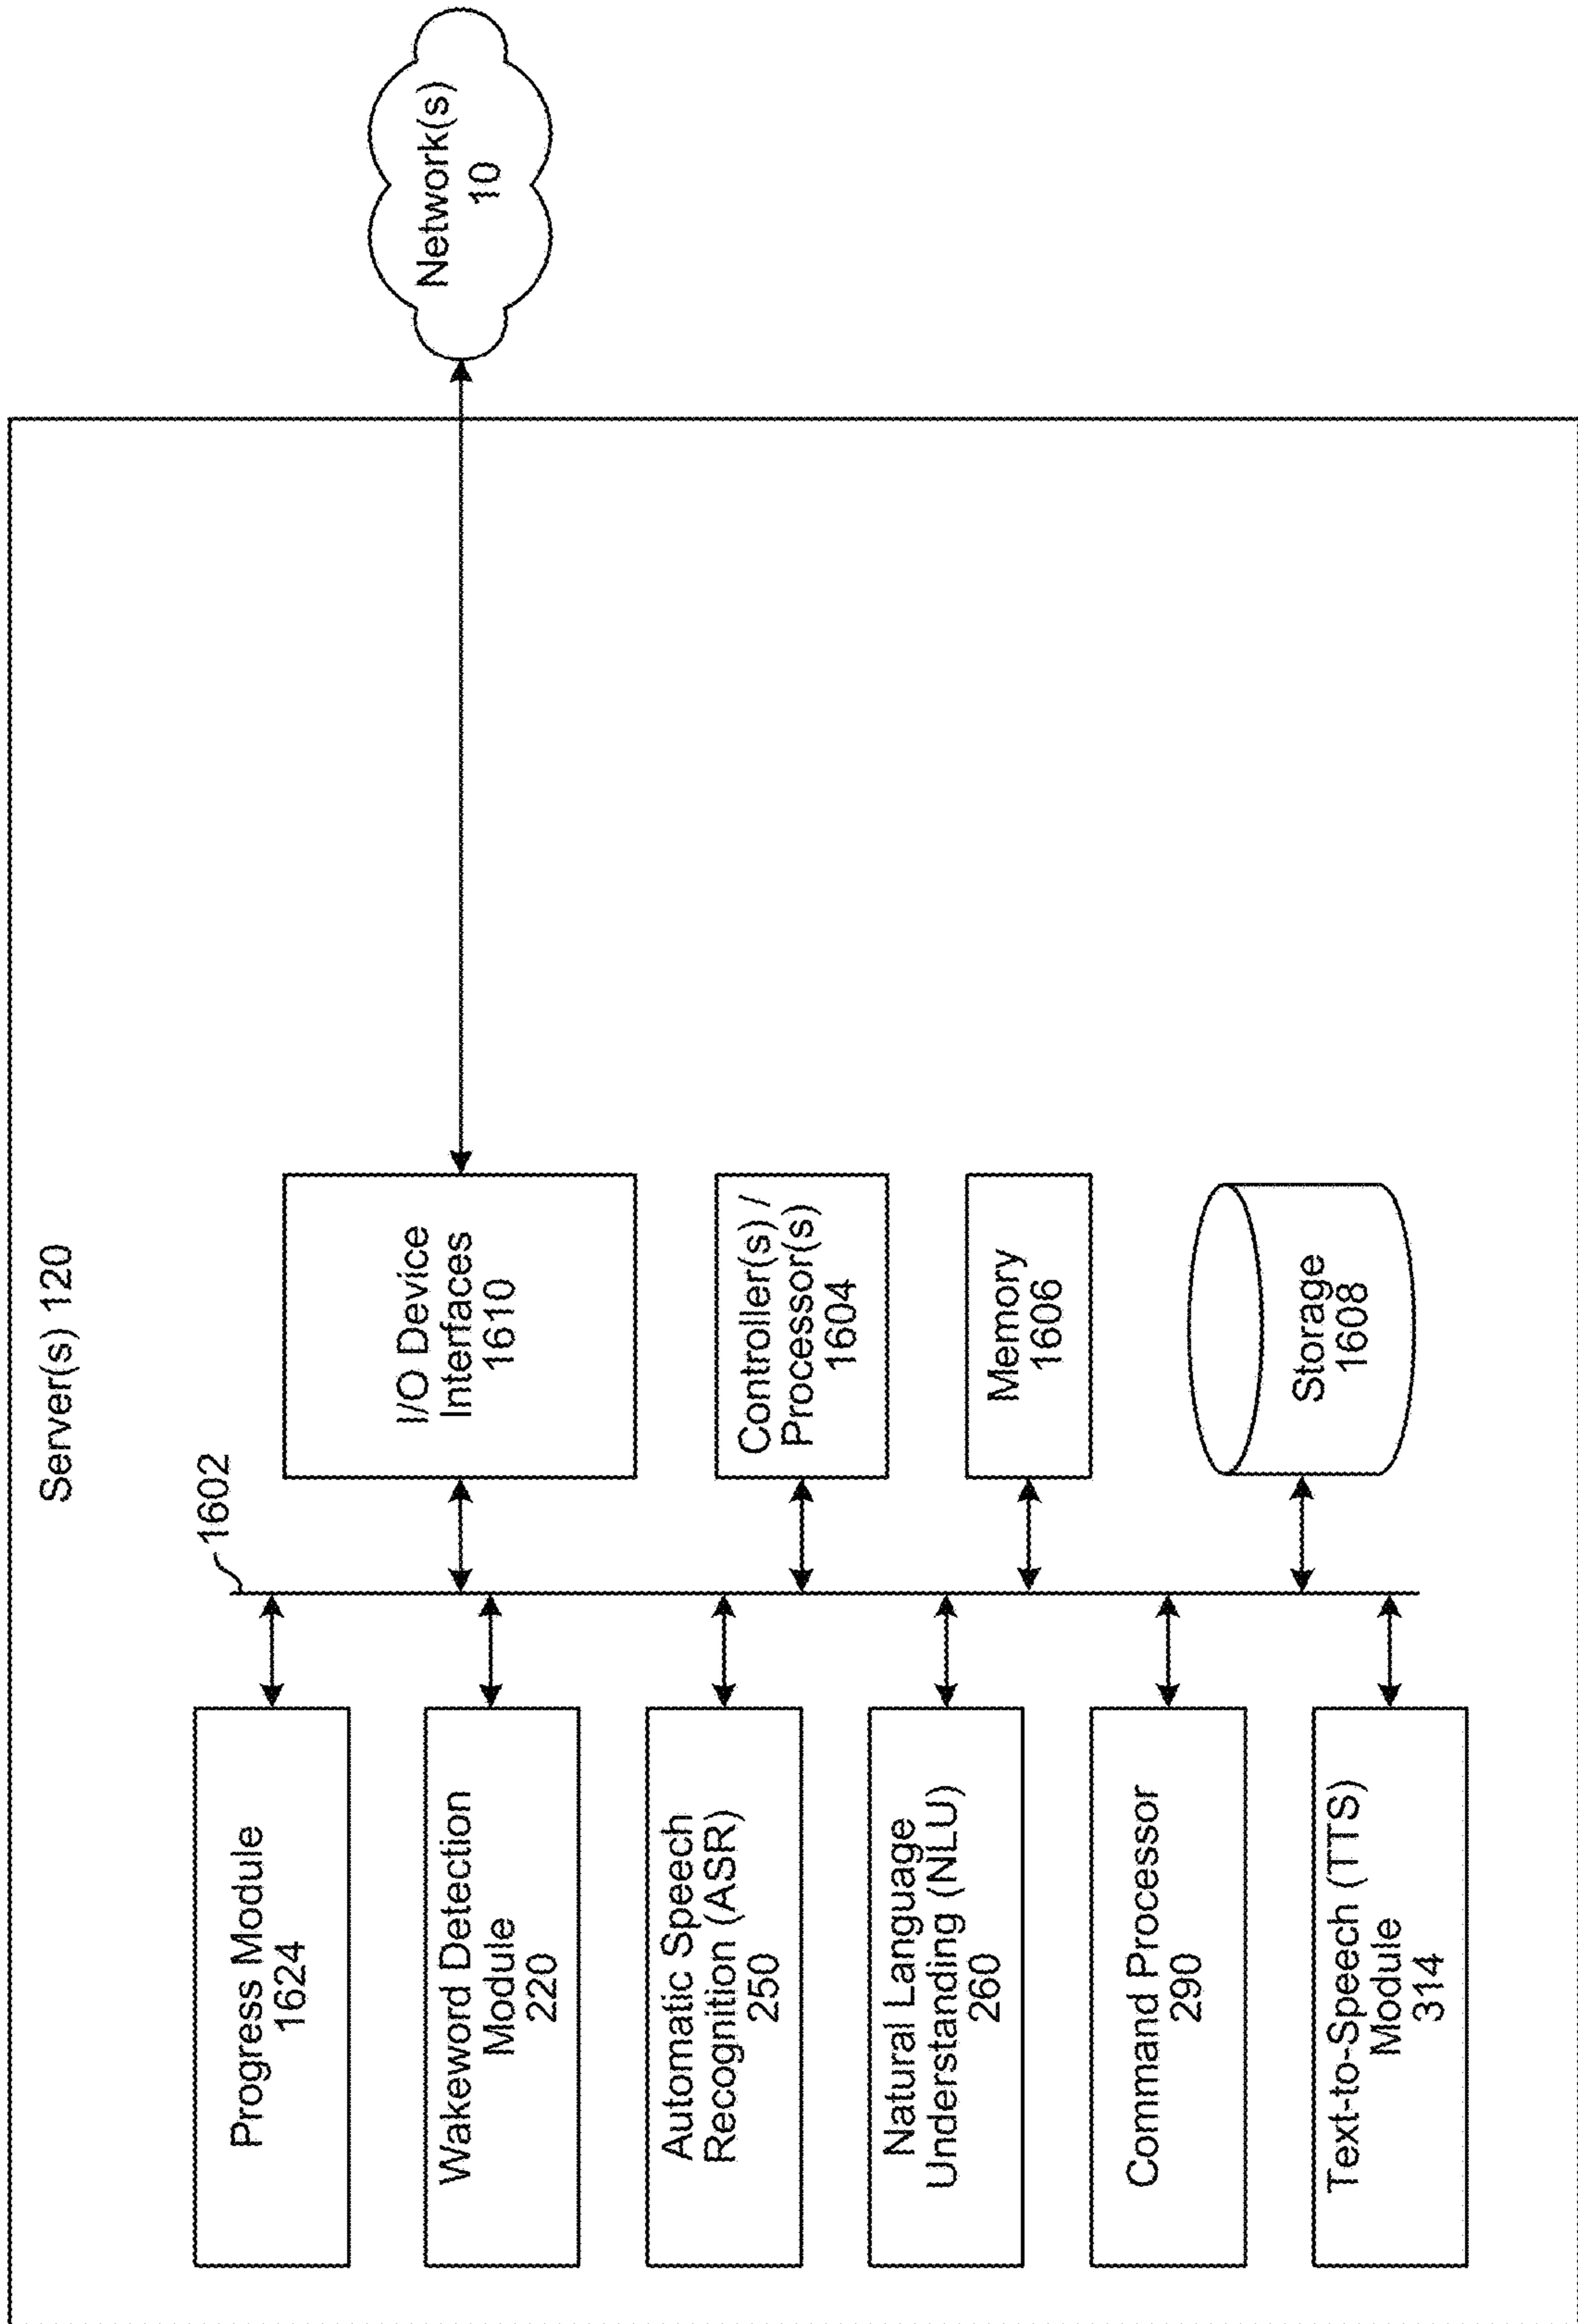 Server(s) 120
1602
Progress Module
1624
Wakeword Detection
Module
220
Automatic Speech
Recognition (ASR)
250
Natural Language
Understanding (NLU)
260
Command Processor
290
Text-to-Speech (TTS)
Module
314
I/O Device
Interfaces
1610
Controller(s) /
Processor(s)
1604
Memory
1606
Storage
1608
Network(s)
10